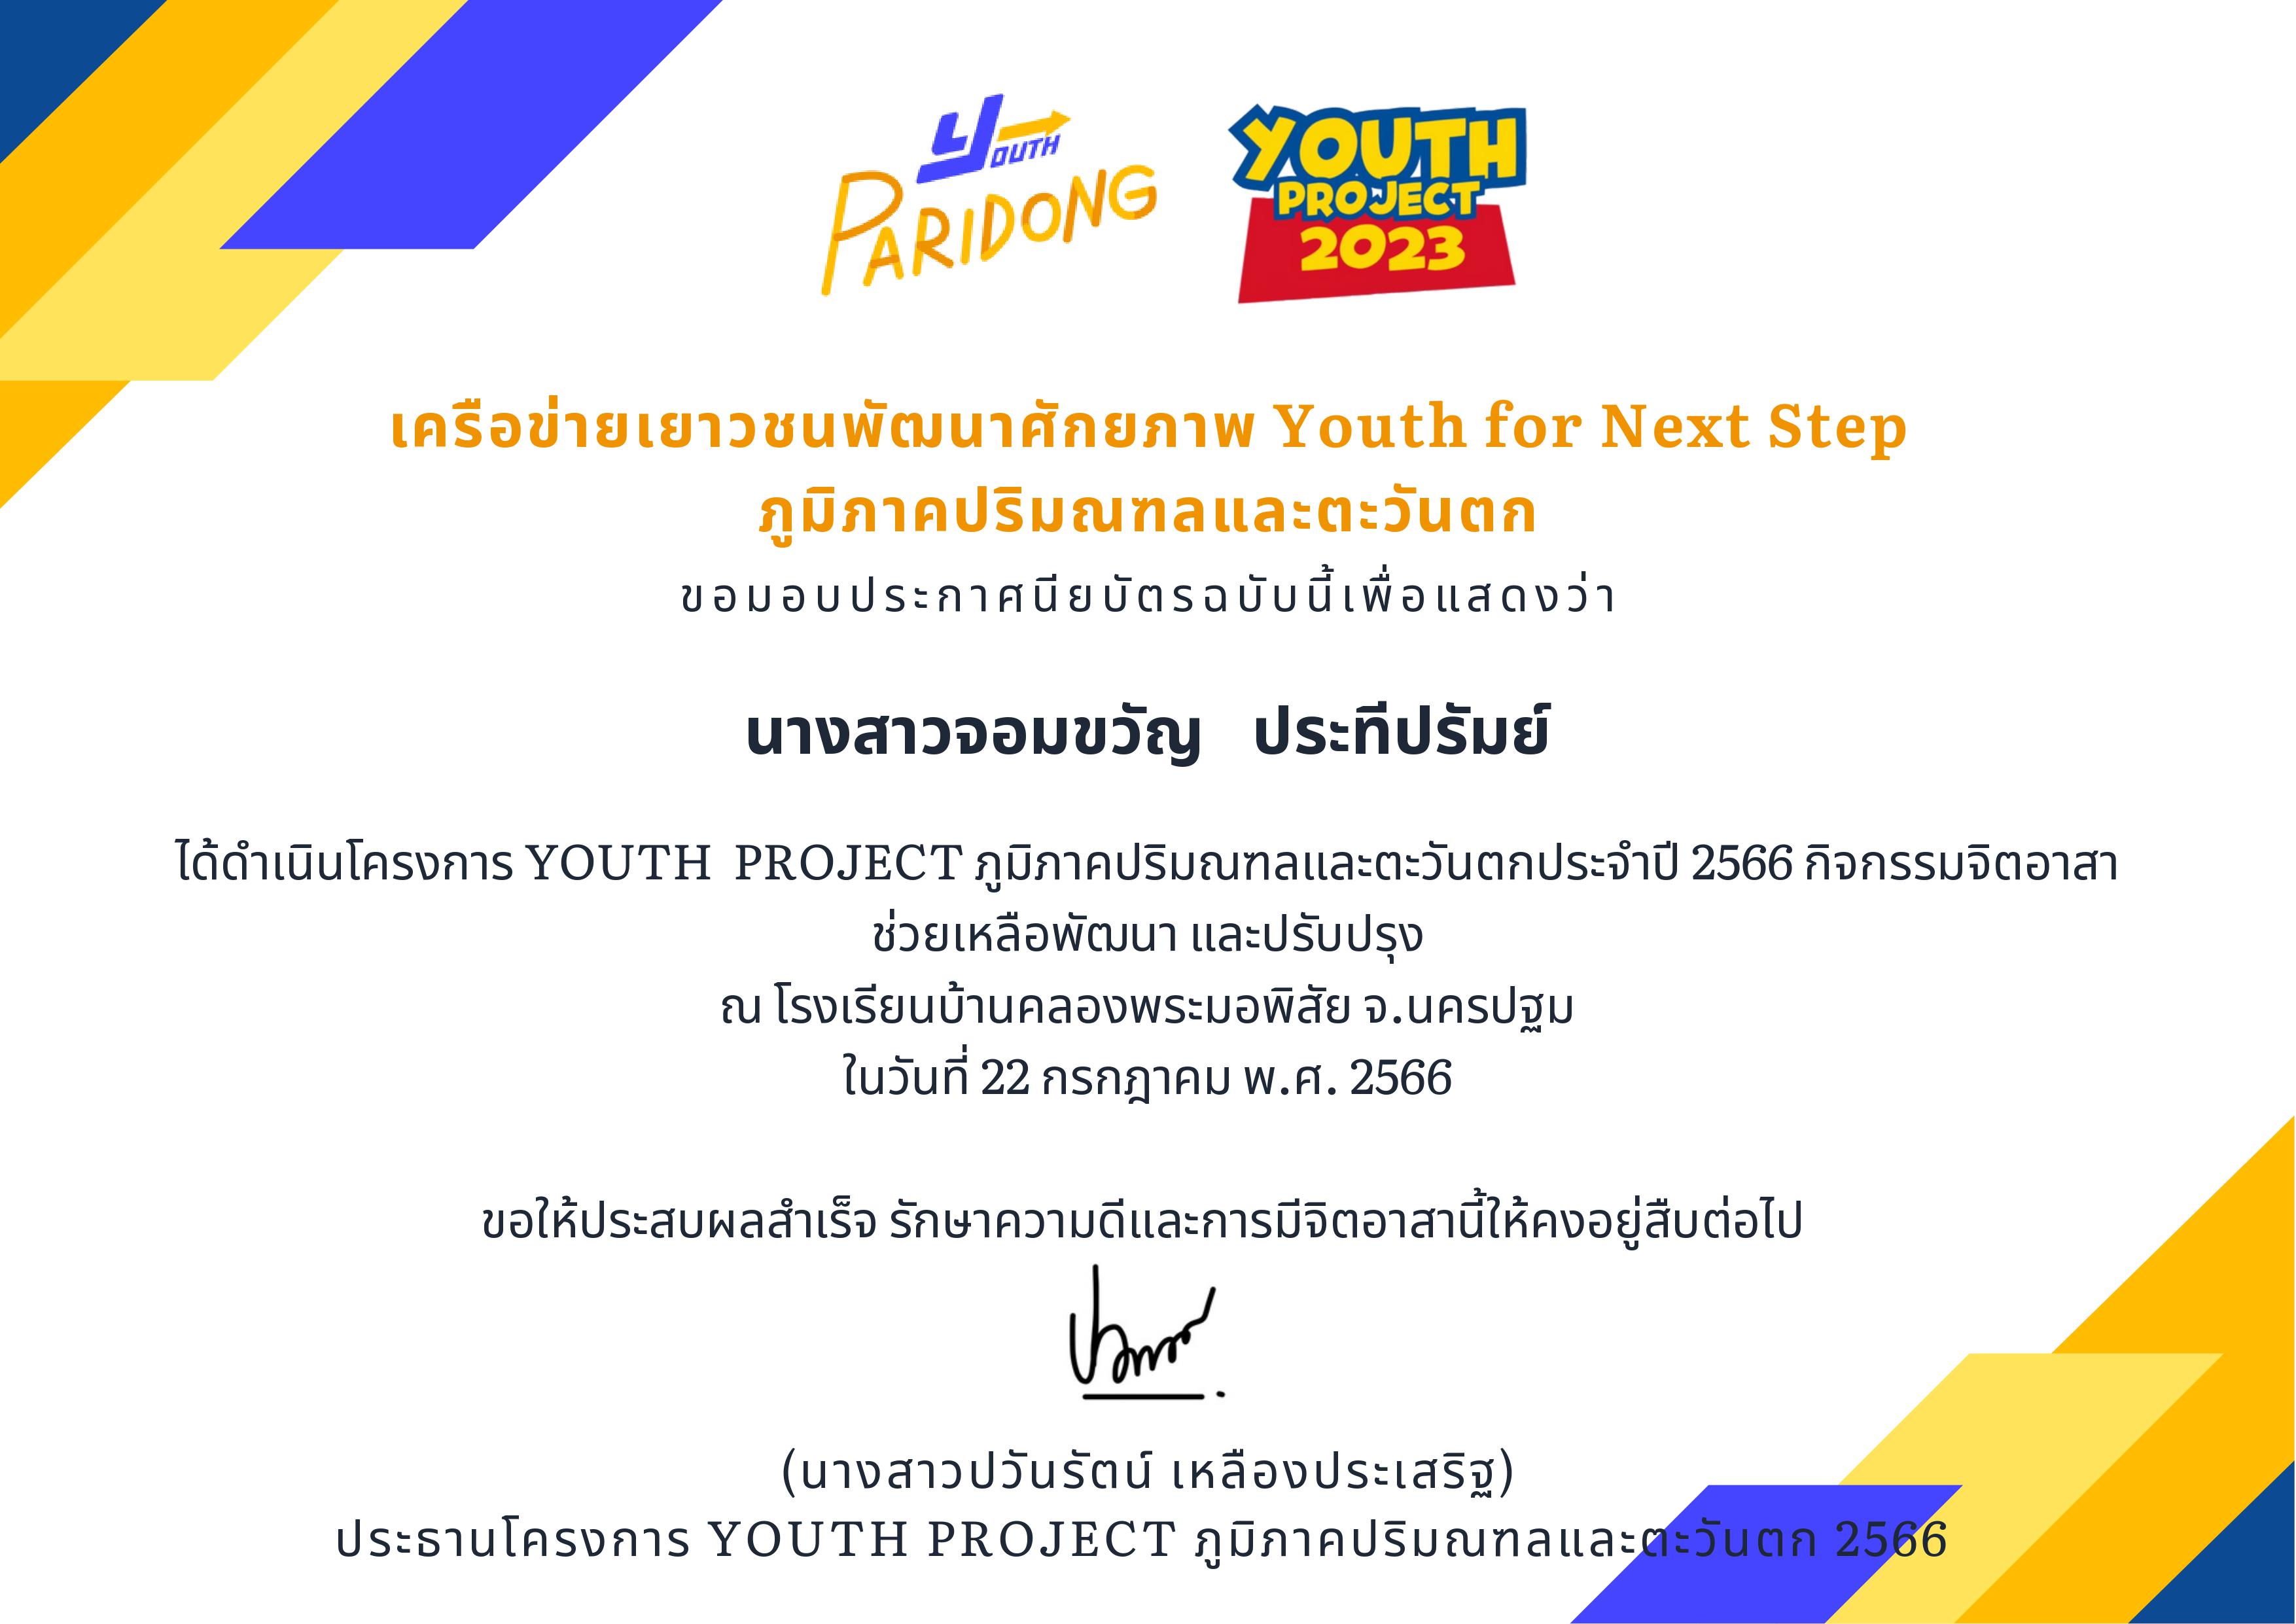 YOUTH
PARIDONG
YOUTH
PROJECT
2023
เครือข่ายเยาวชนพัฒนาศักยภาพ Youth for Next Step
ภูมิภาคปริมณฑลและตะวันตก
ขอมอบประกาศนียบัตรฉบับนี้เพื่อแสดงว่า
นางสาวจอมขวัญ ประทีปรัมย์
ได้ดำเนินโครงการ YOUTH PROJECT ภูมิภาคปริมณฑลและตะวันตกประจำปี 2566 กิจกรรมจิตอาสา
ช่วยเหลือพัฒนา และปรับปรุง
ณ โรงเรียนบ้านคลองพระมอพิสัย จ.นครปฐม
ในวันที่ 22 กรกฎาคม พ.ศ. 2566
ขอให้ประสบผลสำเร็จ รักษาความดีและการมีจิตอาสานี้ให้คงอยู่สืบต่อไป
(นางสาวปวันรัตน์ เหลืองประเสริฐ)
ประธานโครงการ YOUTH PROJECT ภูมิภาคปริมณฑลและตะวันตก 2566